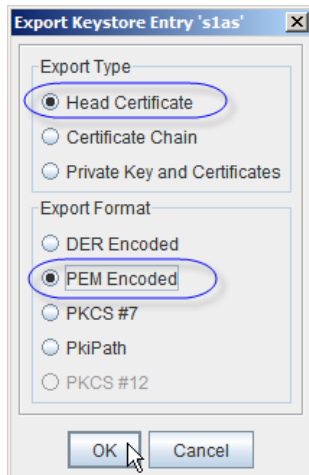 Export Keystore Entry 's1as'
Export Type
Head Certificate
Certificate Chain
Private Key and Certificates
Export Format
DER Encoded
PEM Encoded
PKCS #7
PkiPath
PKCS #12
OK Cancel